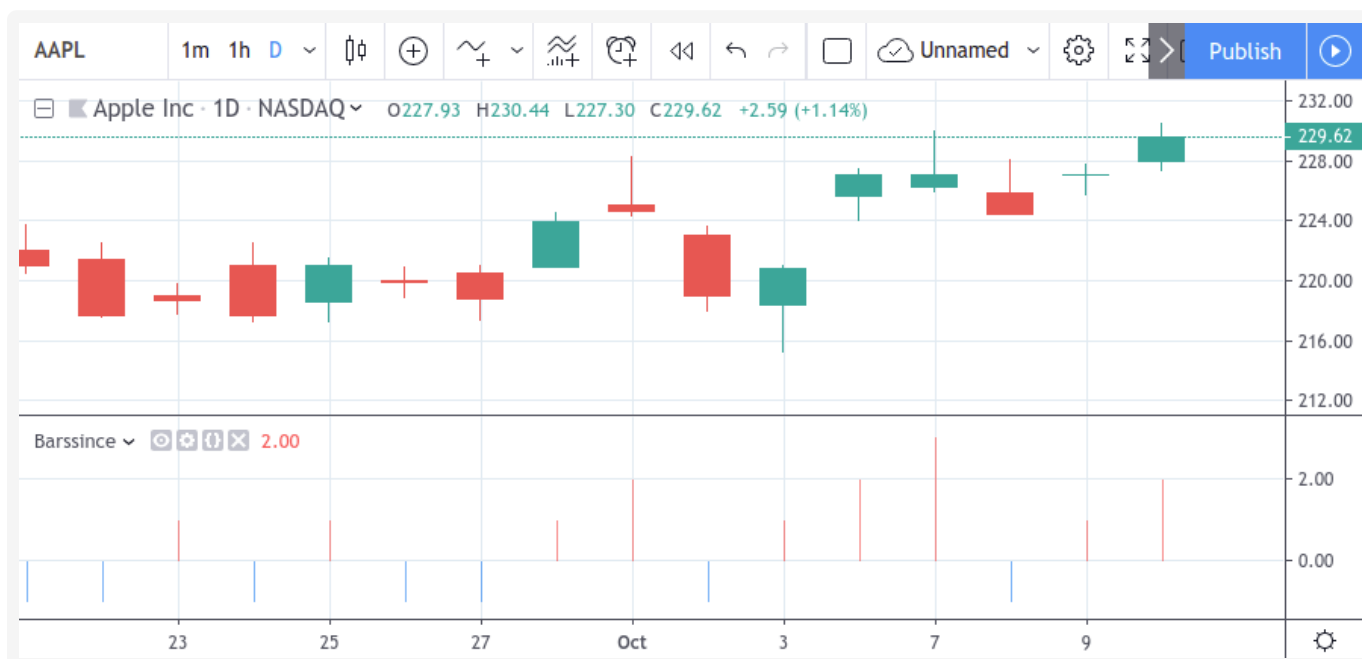 AAPL 1m 1h D Unnamed Publish
Apple Inc · 1D · NASDAQ O227.93 H230.44 L227.30 C229.62 +2.59 (+1.14%)
232.00
229.62
228.00
224.00
220.00
216.00
212.00
Barssince 2.00
2.00
0.00
23 25 27 Oct 3 7 9